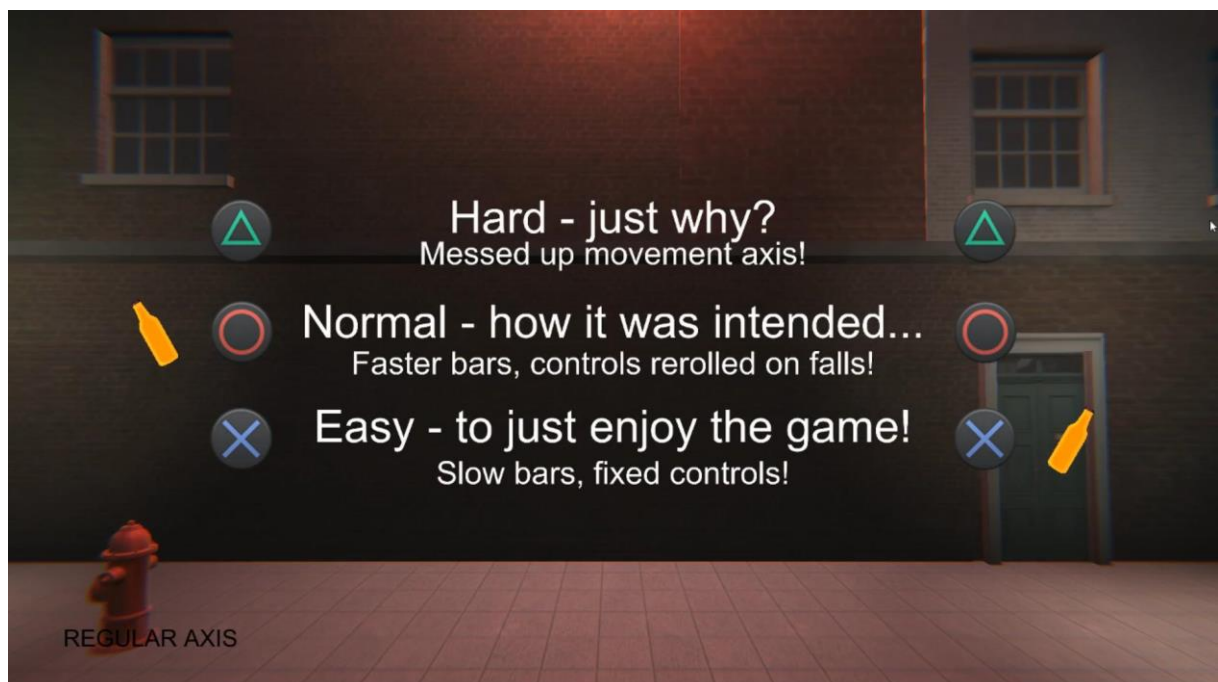 Hard - just why?
Messed up movement axis!
Normal - how it was intended...
Faster bars, controls rerolled on falls!
Easy - to just enjoy the game!
Slow bars, fixed controls!
REGULAR AXIS